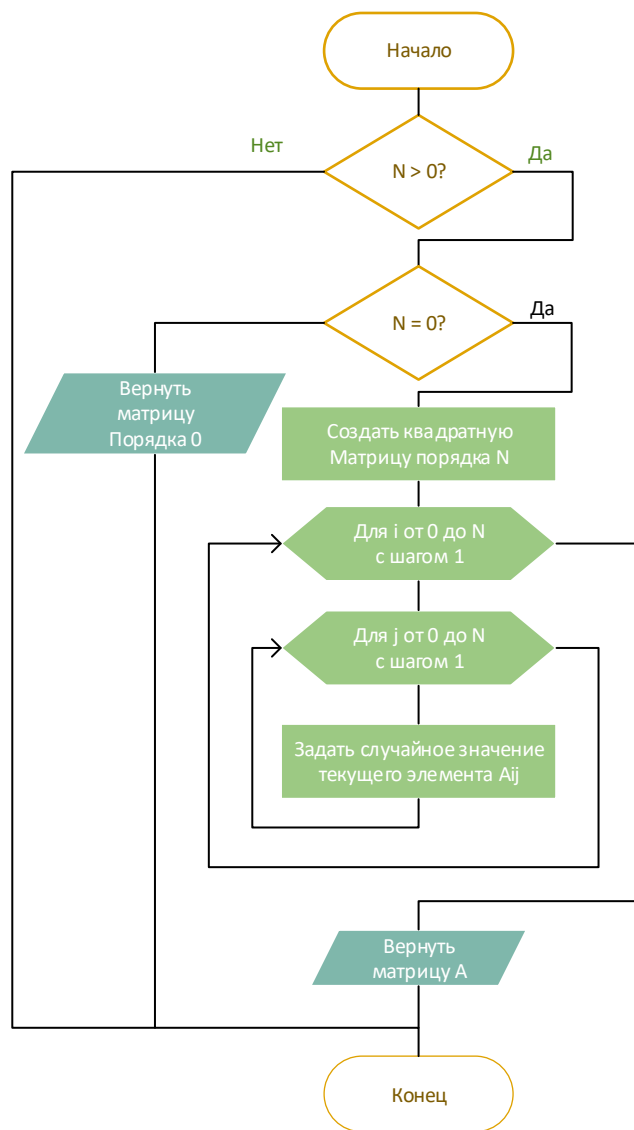 Начало
Нет
Да
N > 0?
Да
N = 0?
Вернуть
матрицу
Порядка 0
Создать квадратную
Матрицу порядка N
Для i от 0 до N
с шагом 1
Для j от 0 до N
с шагом 1
Задать случайное значение
текущего элемента Aij
Вернуть
матрицу A
Конец